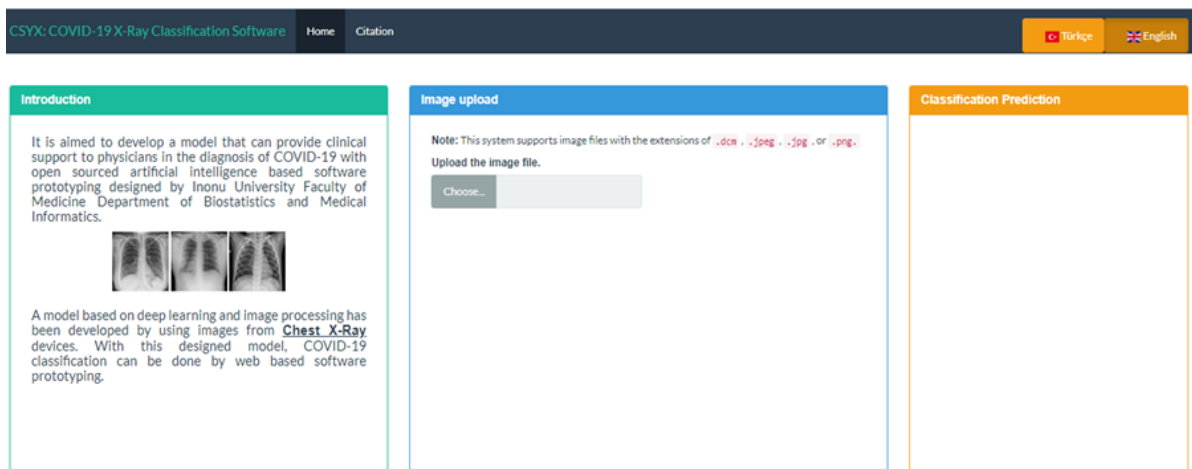 CSYX: COVID-19 X-Ray Classification Software
Home
Citation
Türkçe
English
Introduction
It is aimed to develop a model that can provide clinical
support to physicians in the diagnosis of COVID-19 with
open sourced artificial intelligence based software
prototyping designed by Inonu University Faculty of
Medicine Department of Biostatistics and Medical
Informatics.
A model based on deep learning and image processing has
been developed by using images from Chest X-Ray
devices. With this designed model, COVID-19
classification can be done by web based software
prototyping.
Image upload
Note: This system supports image files with the extensions of .dcm , .jpeg , .jpg , or .png.
Upload the image file.
Choose...
Classification Prediction